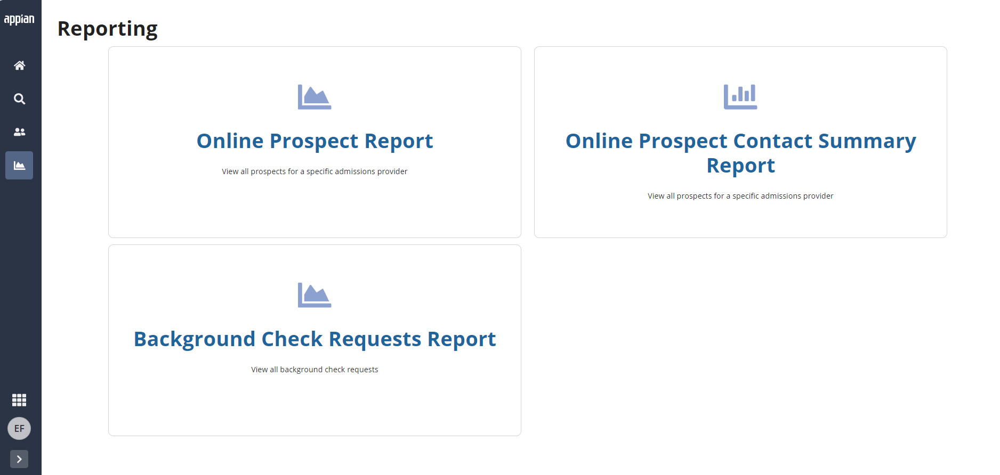 appian
Reporting
Online Prospect Report
View all prospects for a specific admissions provider
Online Prospect Contact Summary
Report
View all prospects for a specific admissions provider
Background Check Requests Report
View all background check requests
EF